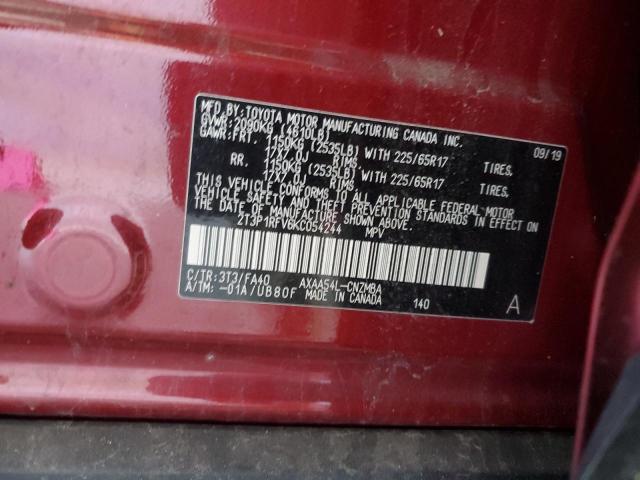 MFD. BY: TOYOTA MOTOR MANUFACTURING CANADA INC.
GVWR: 2090KG (4610LB) 09/19
GAWR: FRT. 1150KG (2535LB) WITH 225/65R17 TIRES,
17X7.0J RIMS,
RR. 1150KG (2535LB) WITH 225/65R17 TIRES,
17X7.0J RIMS.
THIS VEHICLE CONFORMS TO ALL APPLICABLE FEDERAL MOTOR
VEHICLE SAFETY AND THEFT PREVENTION STANDARDS IN EFFECT ON
THE DATE OF MANUFACTURE SHOWN ABOVE.
2T3P1RFV6KC054244 MPV
C/TR: 3T3/FA40 AXAA54L-CNZMBA
A/TM: -01A/UB80F MADE IN CANADA 140 A